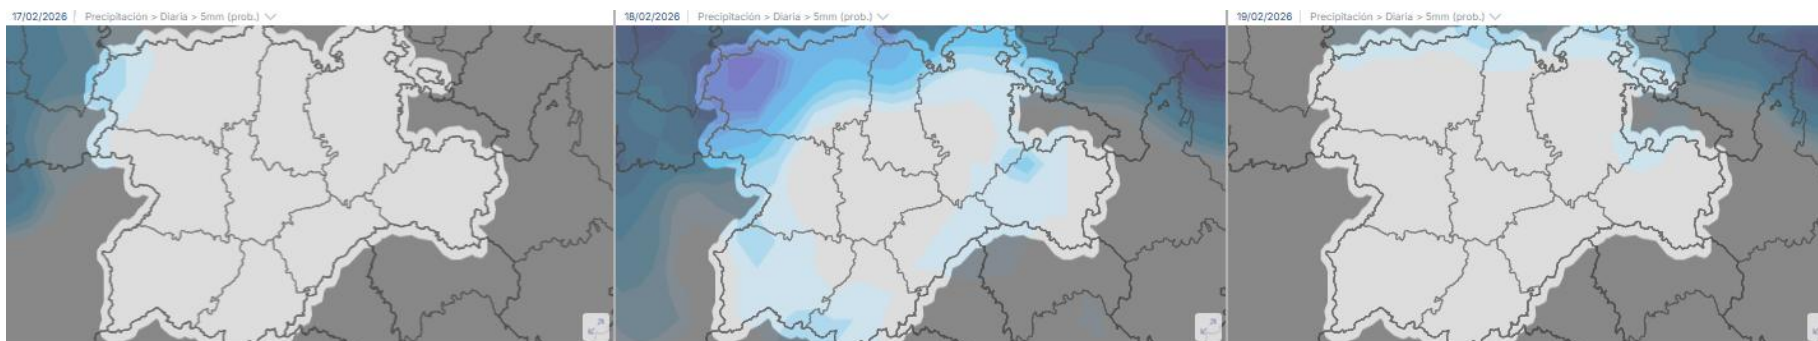 17/02/2026 | Precipitación > Diaria > 5mm (prob.)
18/02/2026 | Precipitación > Diaria > 5mm (prob.)
19/02/2026 | Precipitación > Diaria > 5mm (prob.)